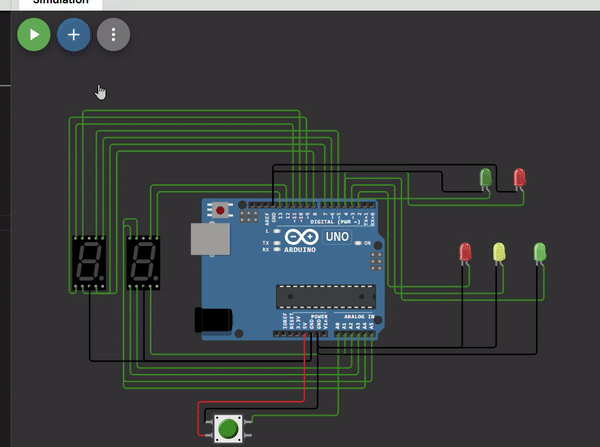 Simulation
AREF
GND
13
12
~11
~10
~9
8
7
~6
~5
4
~3
2
TX→1
RX←0
DIGITAL (PWM ~)
L
TX
RX
UNO
ON
ARDUINO
IOREF
RESET
3.3V
5V
GND
GND
Vin
POWER
ANALOG IN
A0
A1
A2
A3
A4
A5